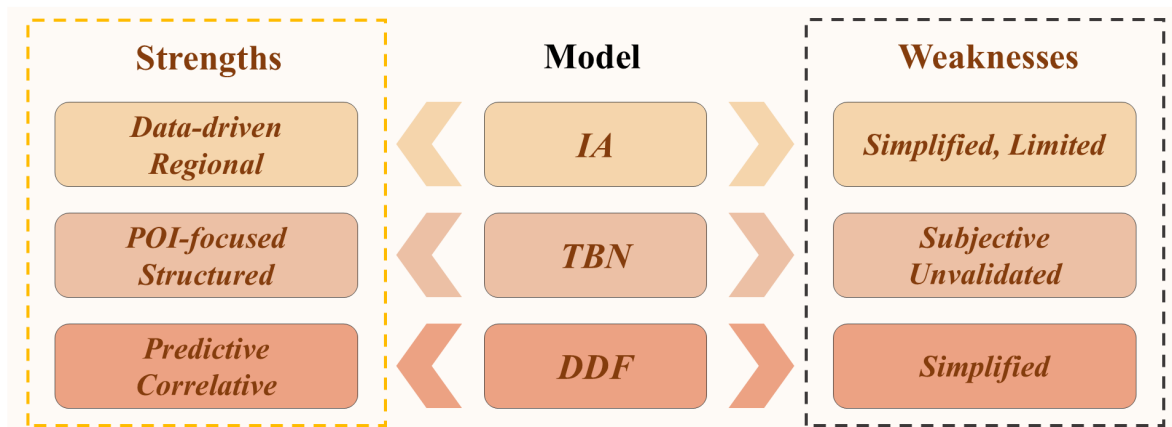 Strengths
Model
Weaknesses
Data-driven
Regional
IA
Simplified, Limited
POI-focused
Structured
TBN
Subjective
Unvalidated
Predictive
Correlative
DDF
Simplified